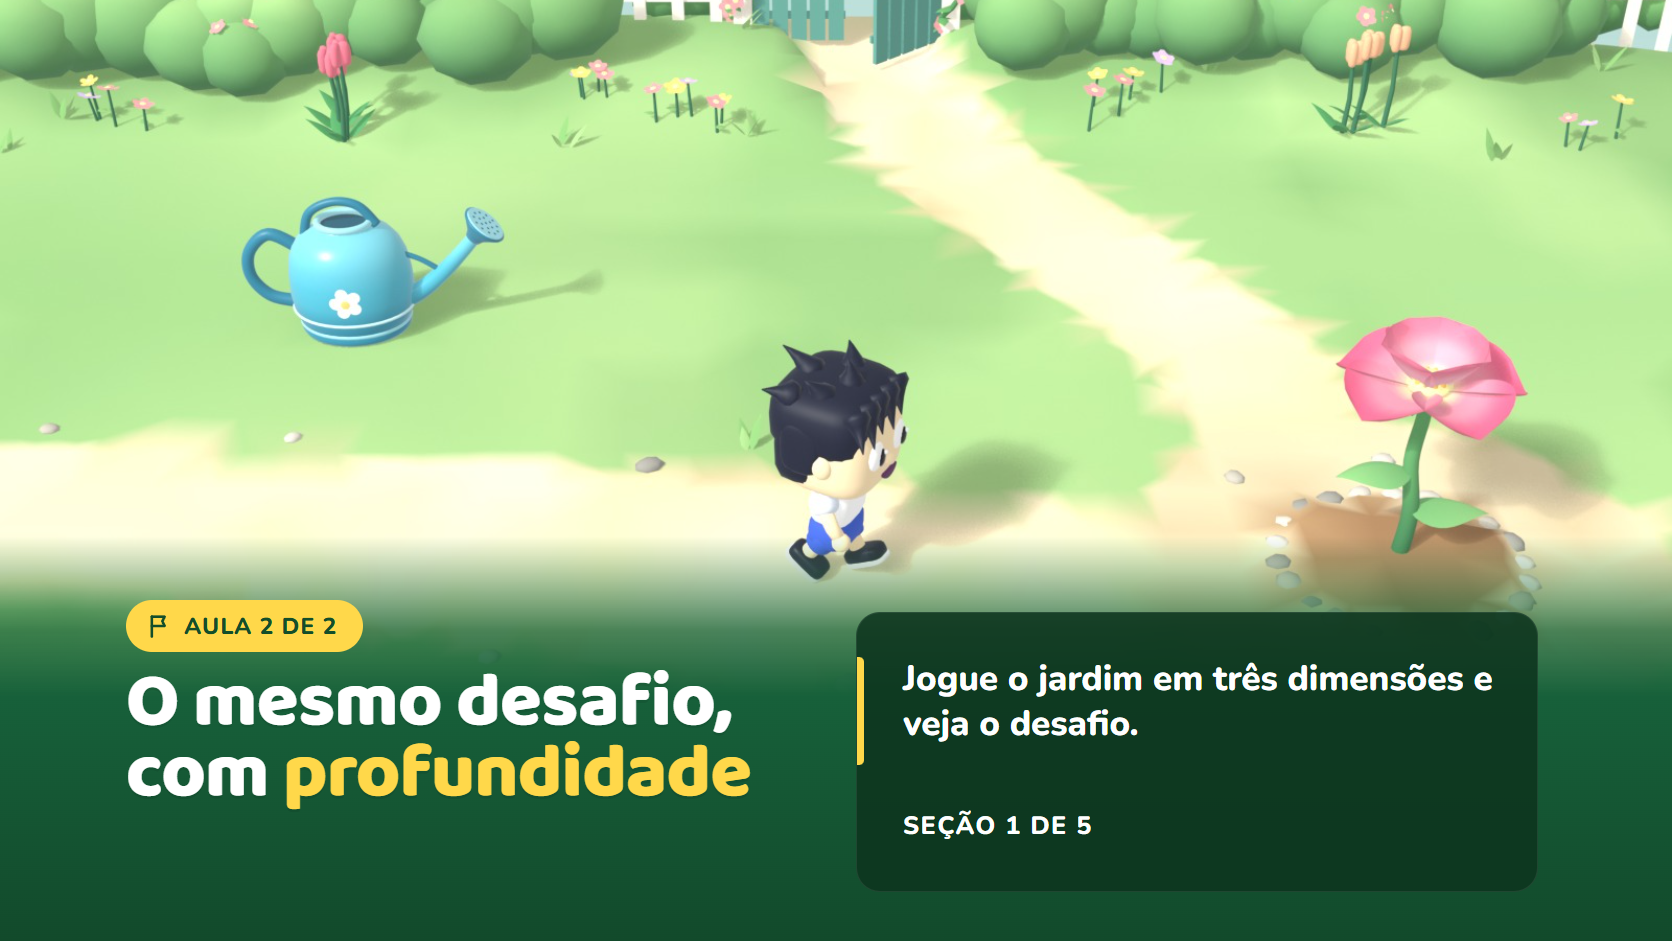 AULA 2 DE 2
O mesmo desafio,
com profundidade
Jogue o jardim em três dimensões e
veja o desafio.
SEÇÃO 1 DE 5